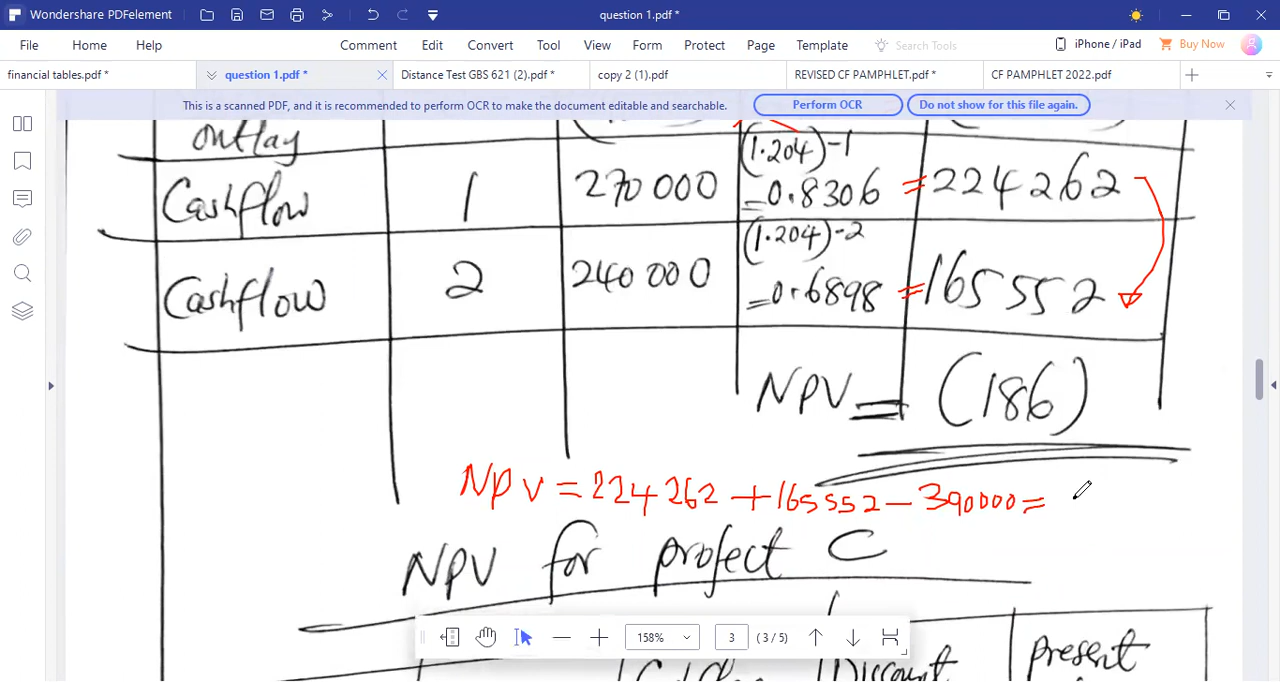 Wondershare PDFelement
question 1.pdf *
File Home Help Comment Edit Convert Tool View Form Protect Page Template Search Tools iPhone / iPad Buy Now
financial tables.pdf * question 1.pdf * Distance Test GBS 621 (2).pdf * copy 2 (1).pdf REVISED CF PAMPHLET.pdf * CF PAMPHLET 2022.pdf
This is a scanned PDF, and it is recommended to perform OCR to make the document editable and searchable. Perform OCR Do not show for this file again.
outlay
(1.204)-1
Cashflow 1 270 000 =0.8306 =224262
(1.204)-2
Cashflow 2 240 000 =0.6898 =165 552
NPV= (186)
NPV = 224 262 +165552 - 390000=
NPV for project C
158% 3 (3 / 5)
Discount Present